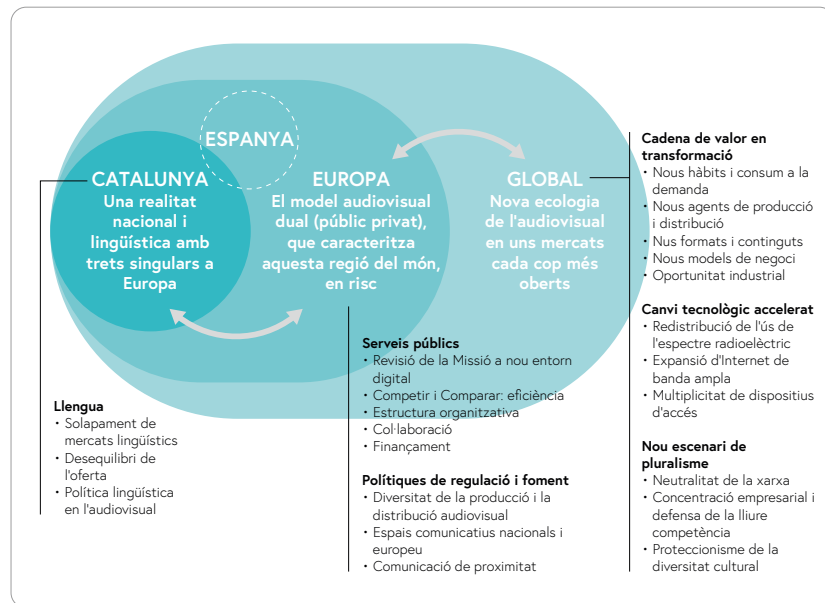 ESPANYA
CATALUNYA
Una realitat
nacional i
lingüística amb
trets singulars a
Europa
EUROPA
El model audiovisual
dual (públic privat),
que caracteritza
aquesta regió del món,
en risc
GLOBAL
Nova ecologia
de l'audiovisual
en uns mercats
cada cop més
oberts
Llengua
• Solapament de
mercats lingüístics
• Desequilibri de
l'oferta
• Política lingüística
en l'audiovisual
Serveis públics
• Revisió de la Missió a nou entorn
digital
• Competir i Comparar: eficiència
• Estructura organitzativa
• Col·laboració
• Finançament
Polítiques de regulació i foment
• Diversitat de la producció i la
distribució audiovisual
• Espais comunicatius nacionals i
europeu
• Comunicació de proximitat
Cadena de valor en
transformació
• Nous hàbits i consum a la
demanda
• Nous agents de producció
i distribució
• Nus formats i continguts
• Nous models de negoci
• Oportunitat industrial
Canvi tecnològic accelerat
• Redistribució de l'ús de
l'espectre radioelèctric
• Expansió d'Internet de
banda ampla
• Multiplicitat de dispositius
d'accés
Nou escenari de
pluralisme
• Neutralitat de la xarxa
• Concentració empresarial i
defensa de la lliure
competència
• Proteccionisme de la
diversitat cultural